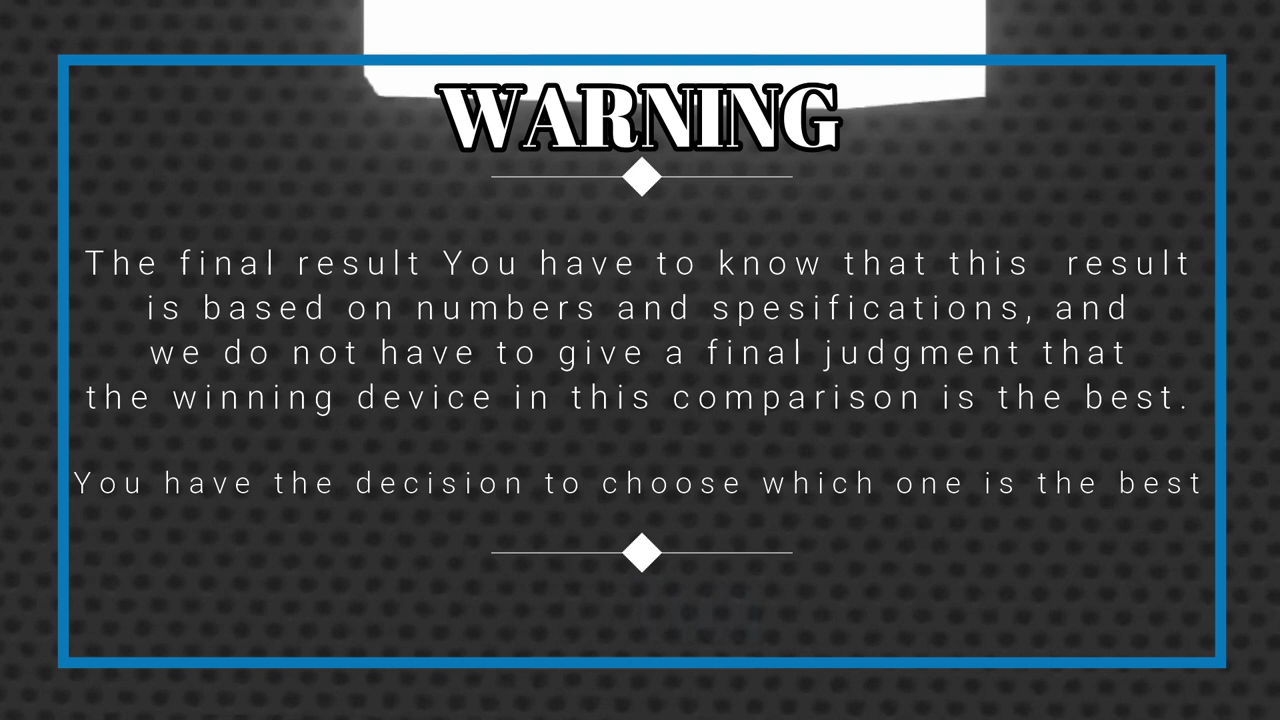 WARNING
The final result You have to know that this result
is based on numbers and spesifications, and
we do not have to give a final judgment that
the winning device in this comparison is the best.
You have the decision to choose which one is the best